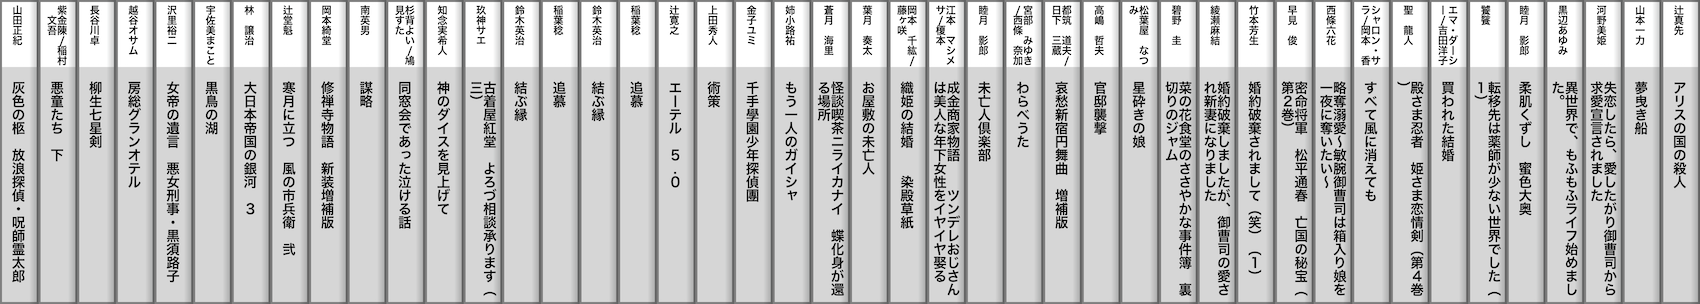 辻真先
アリスの国の殺人
山本一力
夢曳き船
河野美姫
失恋したら、愛したがり御曹司から
求愛宣言されました
黒辺あゆみ
異世界で、もふもふライフ始めまし
た。
睦月 影郎
柔肌くずし 蜜色大奥
饕餮
転移先は薬師が少ない世界でした（
１）
エマ・ダーシ
ー/吉田洋子
買われた結婚
聖 龍人
殿さま忍者 姫さま恋情剣（第４巻
）
シャロン・サ
ラ/岡本 香
すべて風に消えても
西條六花
略奪溺愛～敏腕御曹司は箱入り娘を
一夜に奪いたい～
早見 俊
密命将軍 松平通春 亡国の秘宝（
第２巻）
竹本芳生
婚約破棄されまして（笑）（１）
綾瀬麻結
婚約破棄しましたが、御曹司の愛さ
れ新妻になりました
碧野 圭
菜の花食堂のささやかな事件簿 裏
切りのジャム
松葉屋 なつ
み
星砕きの娘
高嶋 哲夫
官邸襲撃
都筑 道夫/
日下 三蔵
哀愁新宿円舞曲 増補版
宮部 みゆき
/西條 奈加
わらべうた
睦月 影郎
未亡人倶楽部
江本 マシメ
サ/榎本
成金商家物語 ツンデレおじさん
は美人な年下女性をイヤイヤ娶る
岡本 千紘/
藤ヶ咲
織姫の結婚 染殿草紙
葉月 奏太
お屋敷の未亡人
蒼月 海里
怪談喫茶ニライカナイ 蝶化身が還
る場所
姉小路祐
もう一人のガイシャ
金子ユミ
千手學園少年探偵團
上田秀人
術策
辻寛之
エーテル ５．０
稲葉稔
追慕
鈴木英治
結ぶ縁
稲葉稔
追慕
鈴木英治
結ぶ縁
玖神サエ
古着屋紅堂 よろづ相談承ります（
三）
知念実希人
神のダイスを見上げて
杉背よい/鳩
見すた
同窓会であった泣ける話
南英男
謀略
岡本綺堂
修禅寺物語 新装増補版
辻堂魁
寒月に立つ 風の市兵衛 弐
林 譲治
大日本帝国の銀河 ３
宇佐美まこと
黒鳥の湖
沢里裕二
女帝の遺言 悪女刑事・黒須路子
越谷オサム
房総グランオテル
長谷川卓
柳生七星剣
紫金陳/稲村
文吾
悪童たち 下
山田正紀
灰色の柩 放浪探偵・呪師霊太郎